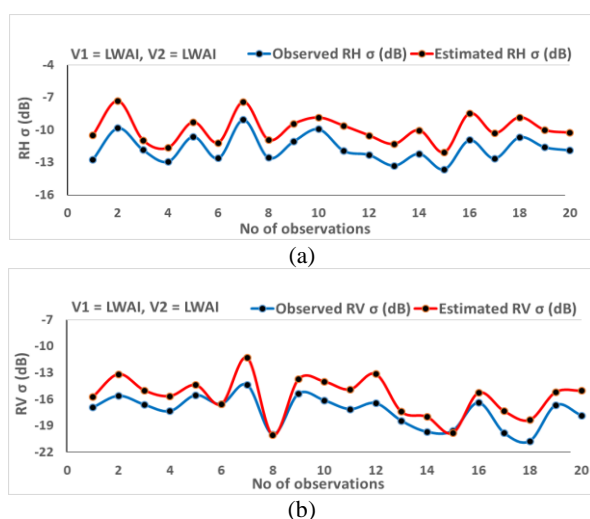 V1 = LWAI, V2 = LWAI
Observed RH σ (dB)
Estimated RH σ (dB)
RH σ (dB)
-4
-7
-10
-13
-16
0 2 4 6 8 10 12 14 16 18 20
No of observations
(a)
V1 = LWAI, V2 = LWAI
Observed RV σ (dB)
Estimated RV σ (dB)
RV σ (dB)
-7
-10
-13
-16
-19
-22
0 2 4 6 8 10 12 14 16 18 20
No of observations
(b)